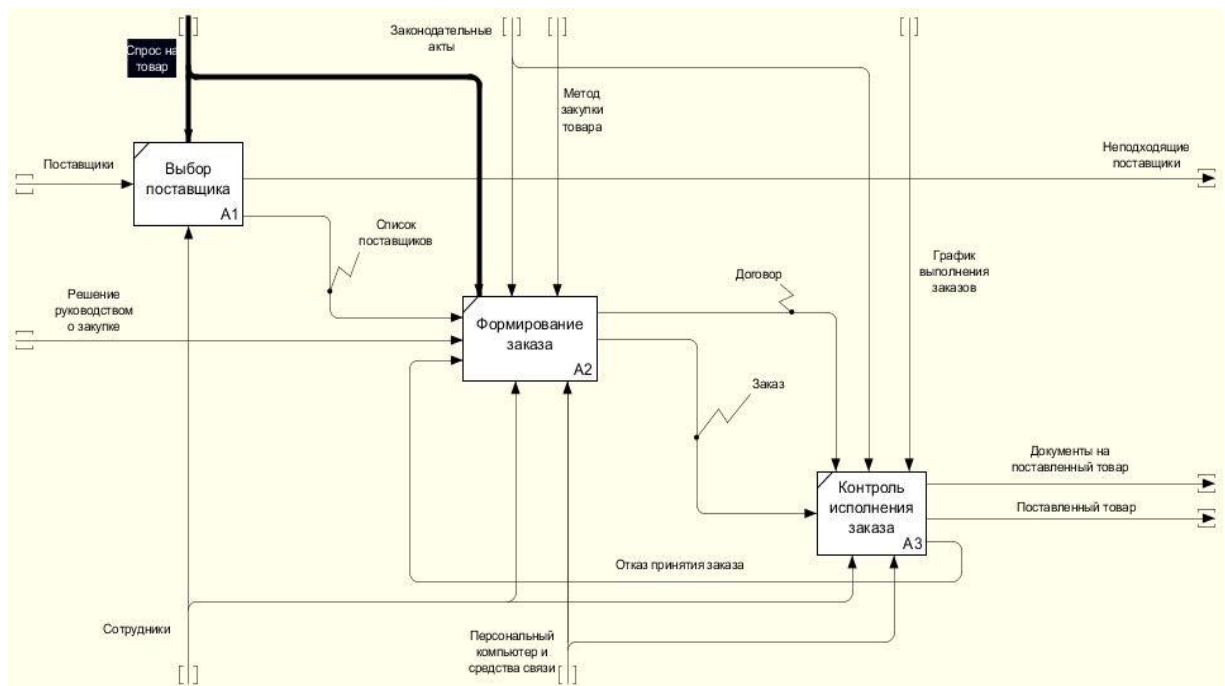 Спрос на
товар
Законодательные
акты
Метод
закупки
товара
Поставщики
Выбор
поставщика
A1
Неподходящие
поставщики
Список
поставщиков
График
выполнения
заказов
Решение
руководством
о закупке
Договор
Формирование
заказа
A2
Заказ
Контроль
исполнения
заказа
A3
Документы на
поставленный товар
Поставленный товар
Отказ принятия заказа
Сотрудники
Персональный
компьютер и
средства связи